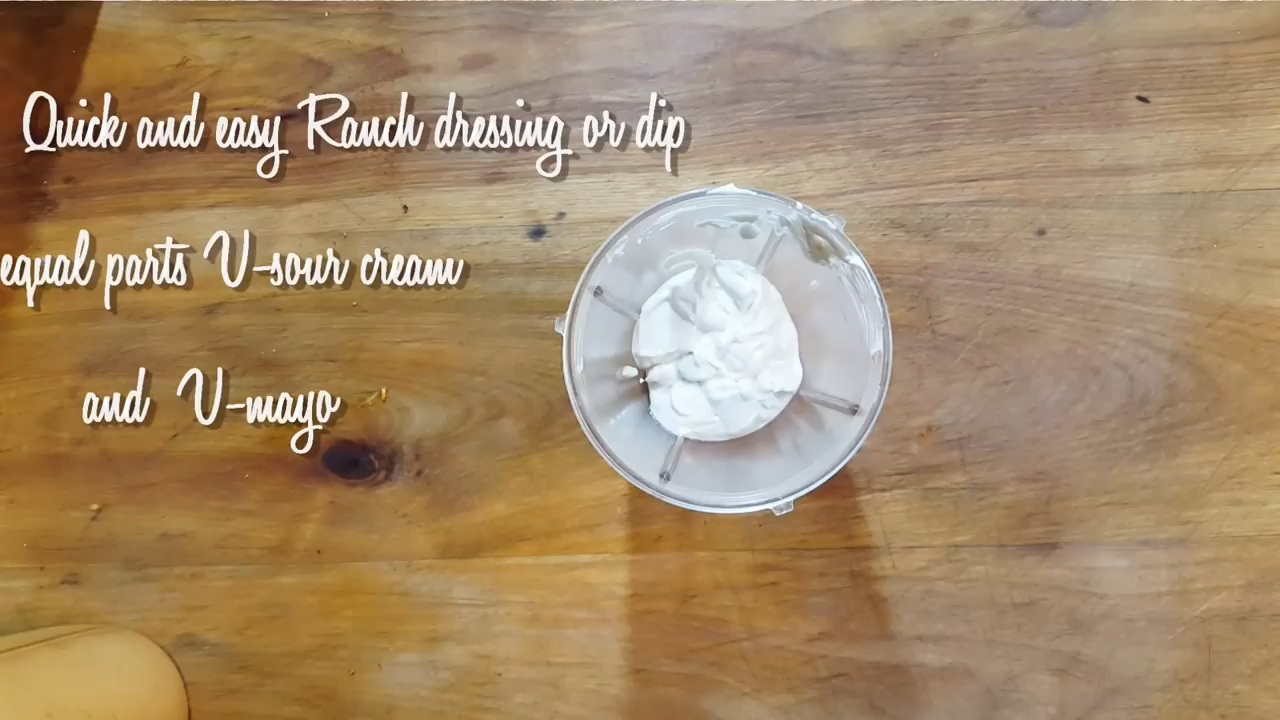 Quick and easy Ranch dressing or dip
equal parts V-sour cream
and V-mayo